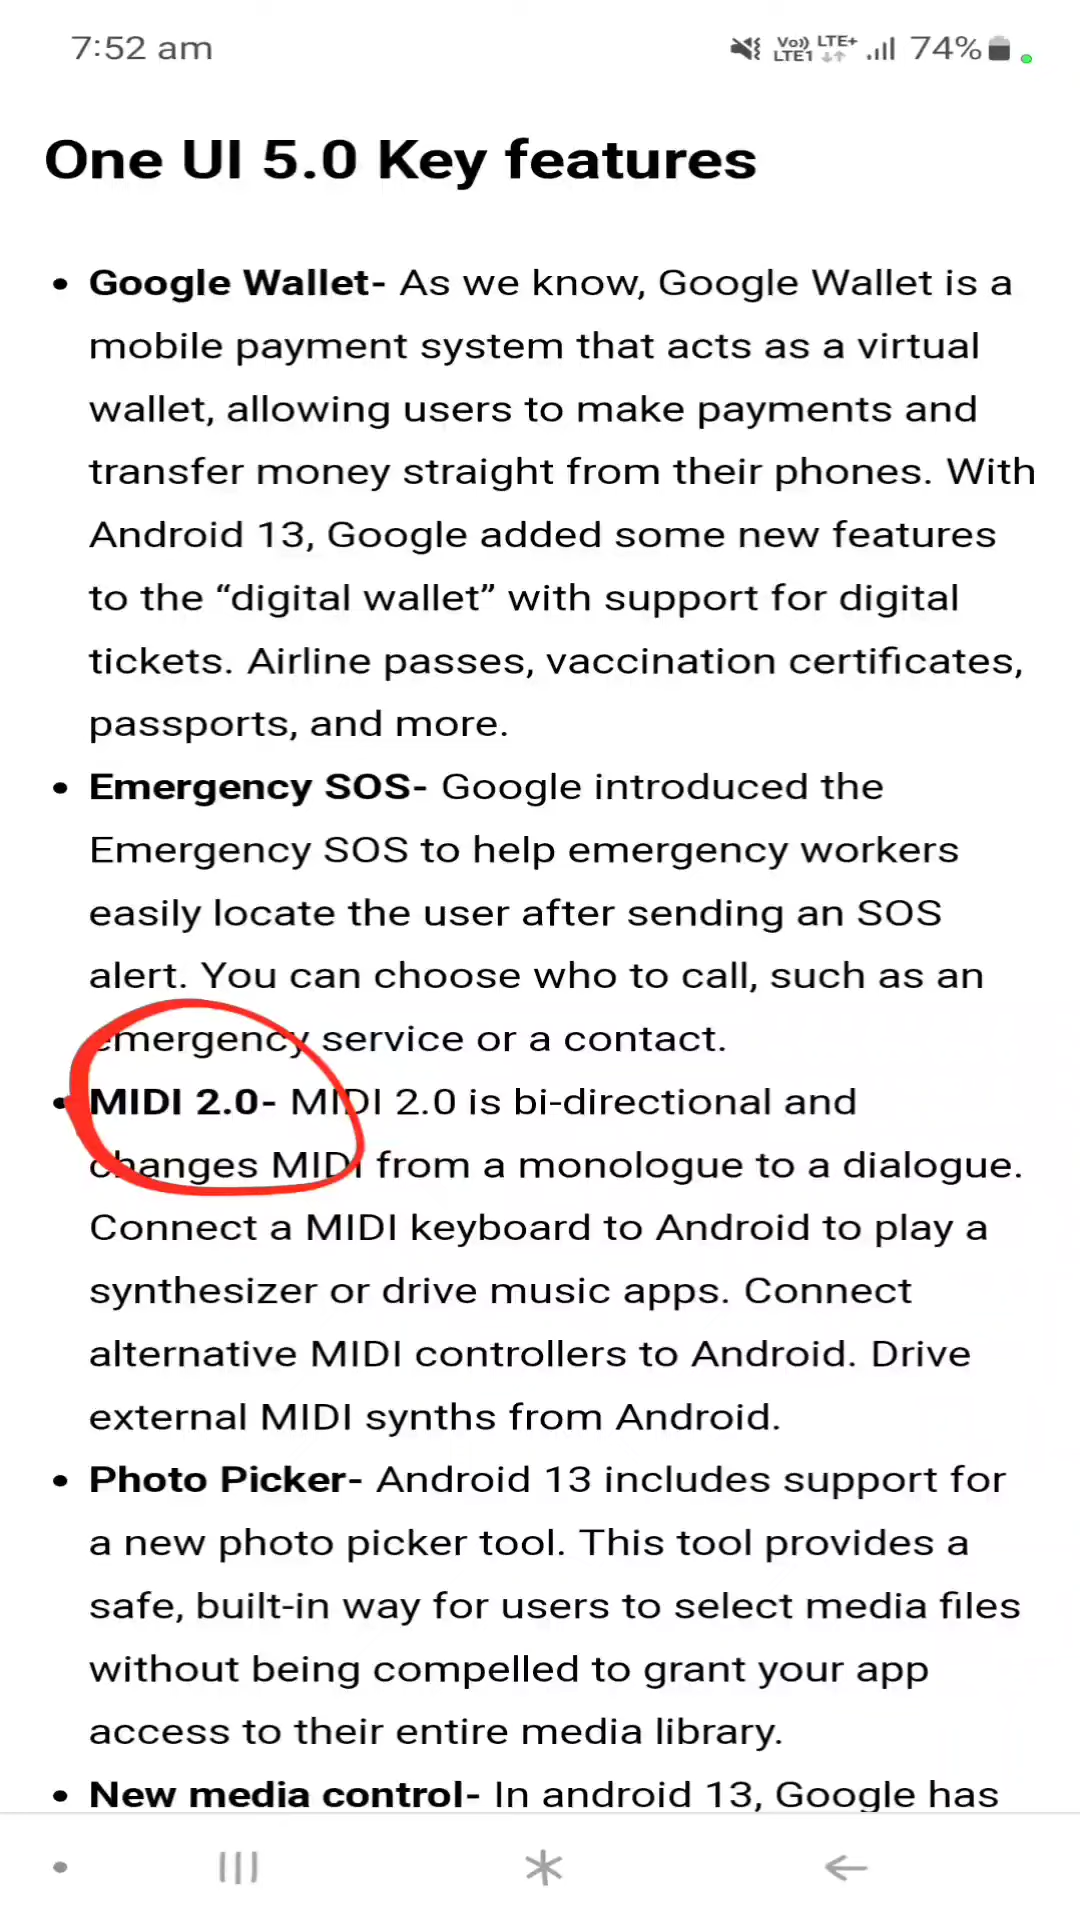 7:52 am Vo)) LTE1 LTE+ 74%
One UI 5.0 Key features
• Google Wallet- As we know, Google Wallet is a
mobile payment system that acts as a virtual
wallet, allowing users to make payments and
transfer money straight from their phones. With
Android 13, Google added some new features
to the “digital wallet” with support for digital
tickets. Airline passes, vaccination certificates,
passports, and more.
• Emergency SOS- Google introduced the
Emergency SOS to help emergency workers
easily locate the user after sending an SOS
alert. You can choose who to call, such as an
emergency service or a contact.
• MIDI 2.0- MIDI 2.0 is bi-directional and
changes MIDI from a monologue to a dialogue.
Connect a MIDI keyboard to Android to play a
synthesizer or drive music apps. Connect
alternative MIDI controllers to Android. Drive
external MIDI synths from Android.
• Photo Picker- Android 13 includes support for
a new photo picker tool. This tool provides a
safe, built-in way for users to select media files
without being compelled to grant your app
access to their entire media library.
• New media control- In android 13, Google has